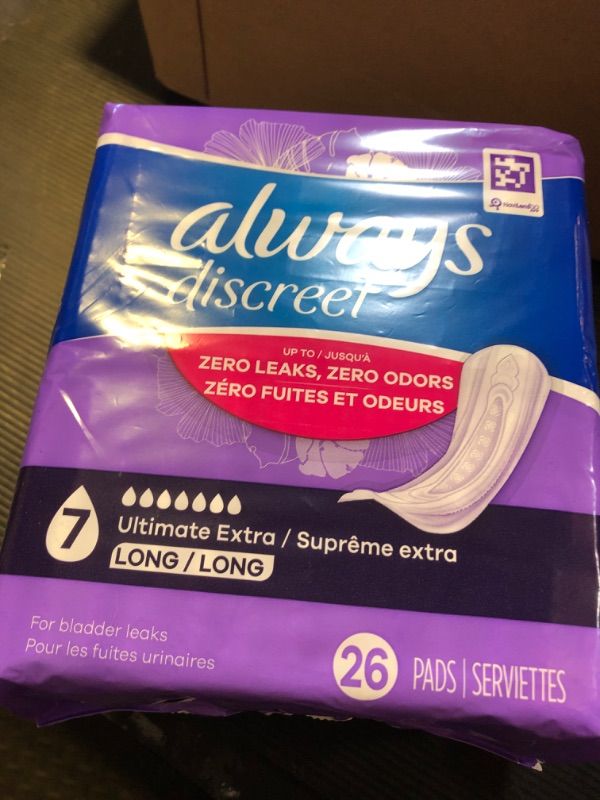 always
discreet
NaviLens
UP TO / JUSQU'À
ZERO LEAKS, ZERO ODORS
ZÉRO FUITES ET ODEURS
7
Ultimate Extra / Suprême extra
LONG / LONG
For bladder leaks
Pour les fuites urinaires
26 PADS | SERVIETTES